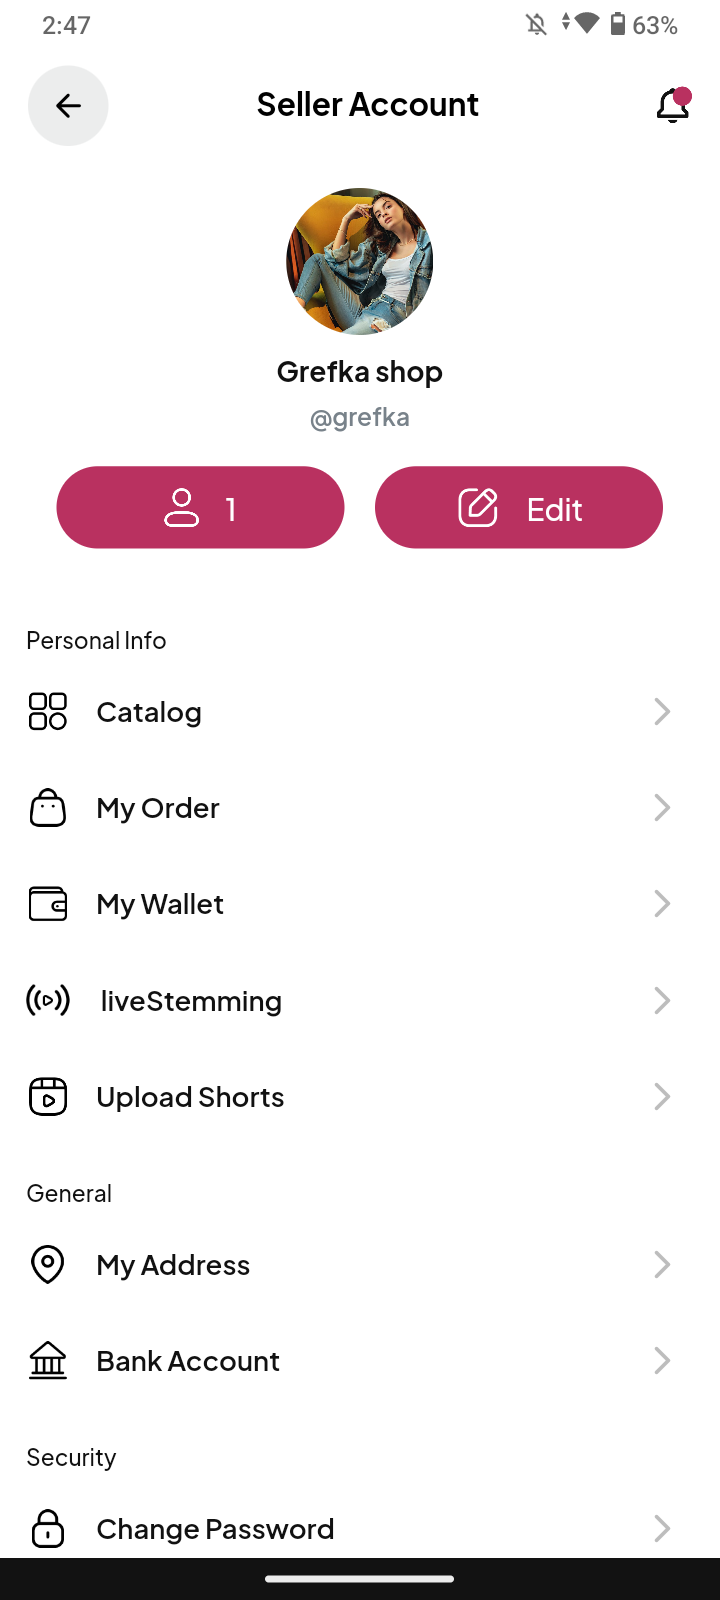 2:47
63%
Seller Account
Grefka shop
@grefka
1
Edit
Personal Info
Catalog
My Order
My Wallet
liveStemming
Upload Shorts
General
My Address
Bank Account
Security
Change Password